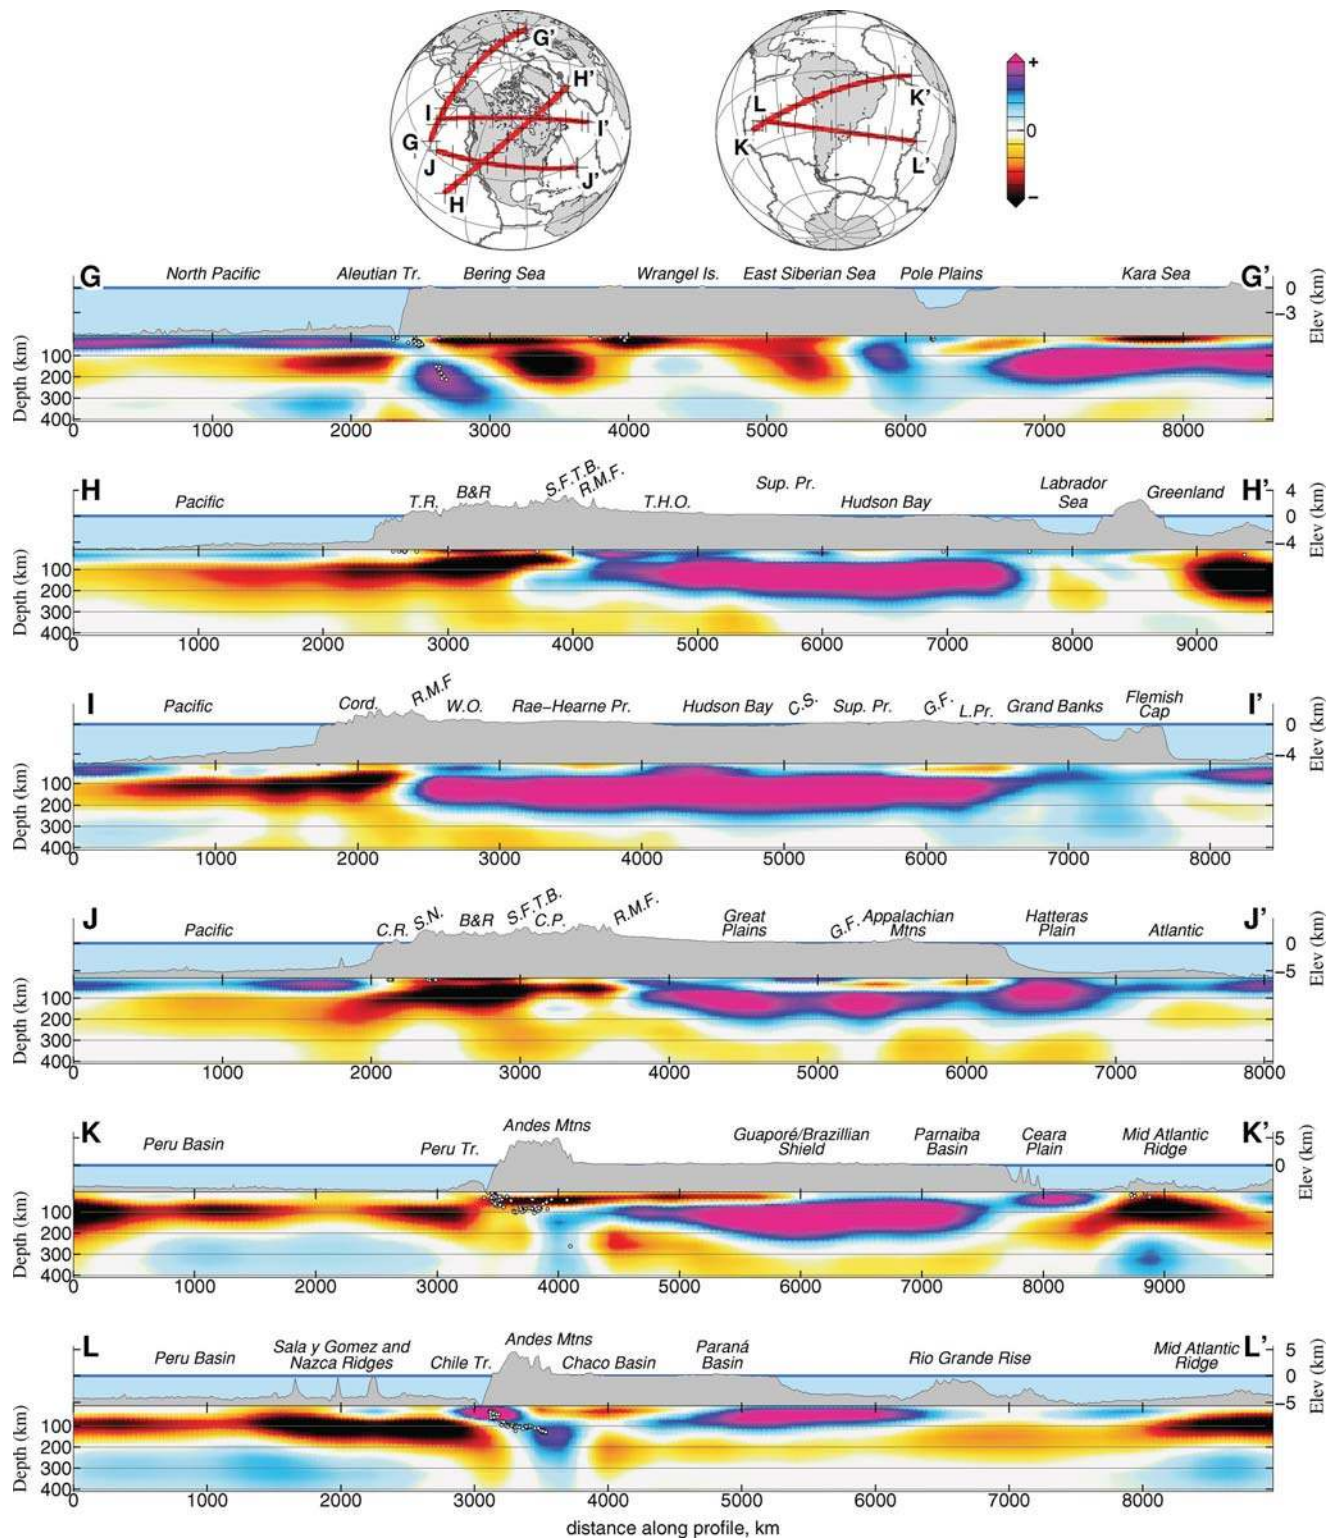 G'
H'
I
I'
G
J
J'
H
L
K'
K
L'
+
0
−
G
North Pacific
Aleutian Tr.
Bering Sea
Wrangel Is.
East Siberian Sea
Pole Plains
Kara Sea
G'
0
−3
Elev (km)
Depth (km)
100
200
300
400
0 1000 2000 3000 4000 5000 6000 7000 8000
H
Pacific
T.R.
B&R
S.F.T.B.
R.M.F.
T.H.O.
Sup. Pr.
Hudson Bay
Labrador
Sea
Greenland
H'
4
0
−4
Elev (km)
Depth (km)
100
200
300
400
0 1000 2000 3000 4000 5000 6000 7000 8000 9000
I
Pacific
Cord.
R.M.F
W.O.
Rae−Hearne Pr.
Hudson Bay
C.S.
Sup. Pr.
G.F.
L.Pr.
Grand Banks
Flemish
Cap
I'
0
−4
Elev (km)
Depth (km)
100
200
300
400
0 1000 2000 3000 4000 5000 6000 7000 8000
J
Pacific
C.R.
S.N.
B&R
S.F.T.B.
C.P.
R.M.F.
Great
Plains
G.F.
Appalachian
Mtns
Hatteras
Plain
Atlantic
J'
0
−5
Elev (km)
Depth (km)
100
200
300
400
0 1000 2000 3000 4000 5000 6000 7000 8000
K
Peru Basin
Peru Tr.
Andes Mtns
Guaporé/Brazillian
Shield
Parnaiba
Basin
Ceara
Plain
Mid Atlantic
Ridge
K'
5
0
Elev (km)
Depth (km)
100
200
300
400
0 1000 2000 3000 4000 5000 6000 7000 8000 9000
L
Peru Basin
Sala y Gomez and
Nazca Ridges
Chile Tr.
Andes Mtns
Chaco Basin
Paraná
Basin
Rio Grande Rise
Mid Atlantic
Ridge
L'
5
0
−5
Elev (km)
Depth (km)
100
200
300
400
0 1000 2000 3000 4000 5000 6000 7000 8000
distance along profile, km